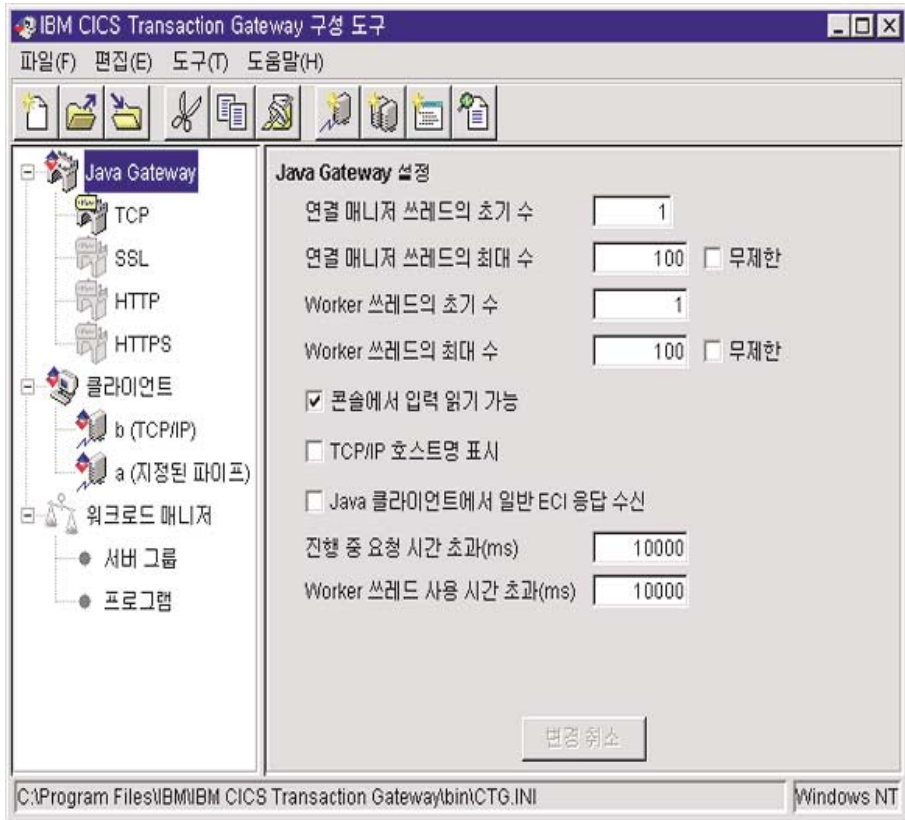 IBM CICS Transaction Gateway 구성 도구
파일(F) 편집(E) 도구(T) 도움말(H)
Java Gateway
TCP
SSL
HTTP
HTTPS
클라이언트
b (TCP/IP)
a (지정된 파이프)
워크로드 매니저
서버 그룹
프로그램
Java Gateway 설정
연결 매니저 쓰레드의 초기 수 1
연결 매니저 쓰레드의 최대 수 100 무제한
Worker 쓰레드의 초기 수 1
Worker 쓰레드의 최대 수 100 무제한
콘솔에서 입력 읽기 가능
TCP/IP 호스트명 표시
Java 클라이언트에서 일반 ECI 응답 수신
진행 중 요청 시간 초과(ms) 10000
Worker 쓰레드 사용 시간 초과(ms) 10000
변경 취소
C:\Program Files\IBM\IBM CICS Transaction Gateway\bin\CTG.INI Windows NT